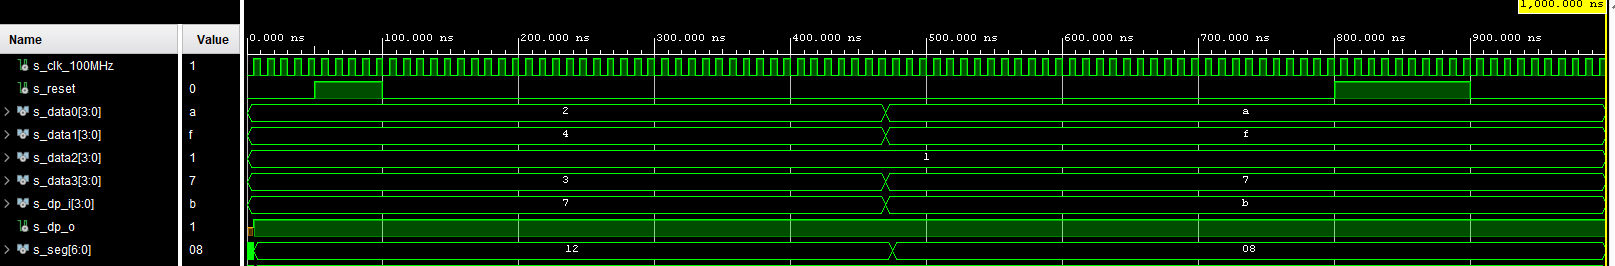 1,000.000 ns
Name Value
0.000 ns 100.000 ns 200.000 ns 300.000 ns 400.000 ns 500.000 ns 600.000 ns 700.000 ns 800.000 ns 900.000 ns
s_clk_100MHz 1
s_reset 0
s_data0[3:0] a 2 a
s_data1[3:0] f 4 f
s_data2[3:0] 1 1
s_data3[3:0] 7 3 7
s_dp_i[3:0] b 7 b
s_dp_o 1
s_seg[6:0] 08 12 08